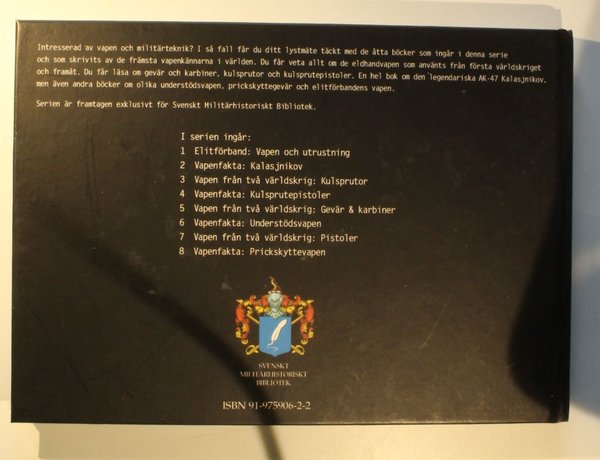 Intresserad av vapen och militärteknik? I så fall får du ditt lystmäte täckt med de åtta böcker som ingår i denna serie
och som skrivits av de främsta vapenkännarna i världen. Du får veta allt om de eldhandvapen som använts från första världskriget
och framåt. Du får läsa om gevär och karbiner, kulsprutor och kulsprutepistoler. En hel bok om den legendariska AK-47 Kalasjnikov,
men även andra böcker om olika understödsvapen, prickskyttegevär och elitförbandens vapen.
Serien är framtagen exklusivt för Svenskt Militärhistoriskt Bibliotek.
I serien ingår:
1 Elitförband: Vapen och utrustning
2 Vapenfakta: Kalasjnikov
3 Vapen från två världskrig: Kulsprutor
4 Vapenfakta: Kulsprutepistoler
5 Vapen från två världskrig: Gevär & karbiner
6 Vapenfakta: Understödsvapen
7 Vapen från två världskrig: Pistoler
8 Vapenfakta: Prickskyttevapen
SVENSKT
MILITÄRHISTORISKT
BIBLIOTEK
ISBN 91-975906-2-2